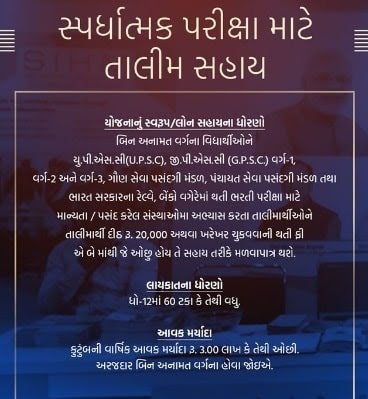 સ્પર્ધાત્મક પરીક્ષા માટે
તાલીમ સહાય
યોજનાનું સ્વરૂપ/લોન સહાયના ધોરણો
બિન અનામત વર્ગના વિદ્યાર્થીઓને
યુ.પી.એસ.સી(U.P.S.C), જી.પી.એસ.સી (G.P.S.C.) વર્ગ-1,
વર્ગ-2 અને વર્ગ-3, ગૌણ સેવા પસંદગી મંડળ, પંચાયત સેવા પસંદગી મંડળ તથા
ભારત સરકારના રેલ્વે, બેંકો વગેરેમાં થતી ભરતી પરીક્ષા માટે
માન્યતા / પસંદ કરેલ સંસ્થાઓમા અભ્યાસ કરતા તાલીમાર્થીઓને
તાલીમાર્થી દીઠ રૂ. 20,000 અથવા ખરેખર ચુકવવાની થતી ફી
એ બે માંથી જે ઓછુ હોય તે સહાય તરીકે મળવાપાત્ર થશે.
લાયકાતના ધોરણો
ધો-12માં 60 ટકા કે તેથી વધુ.
આવક મર્યાદા
કુટુંબની વાર્ષિક આવક મર્યાદા રૂ. 3.00 લાખ કે તેથી ઓછી.
અરજદાર બિન અનામત વર્ગના હોવા જોઇએ.